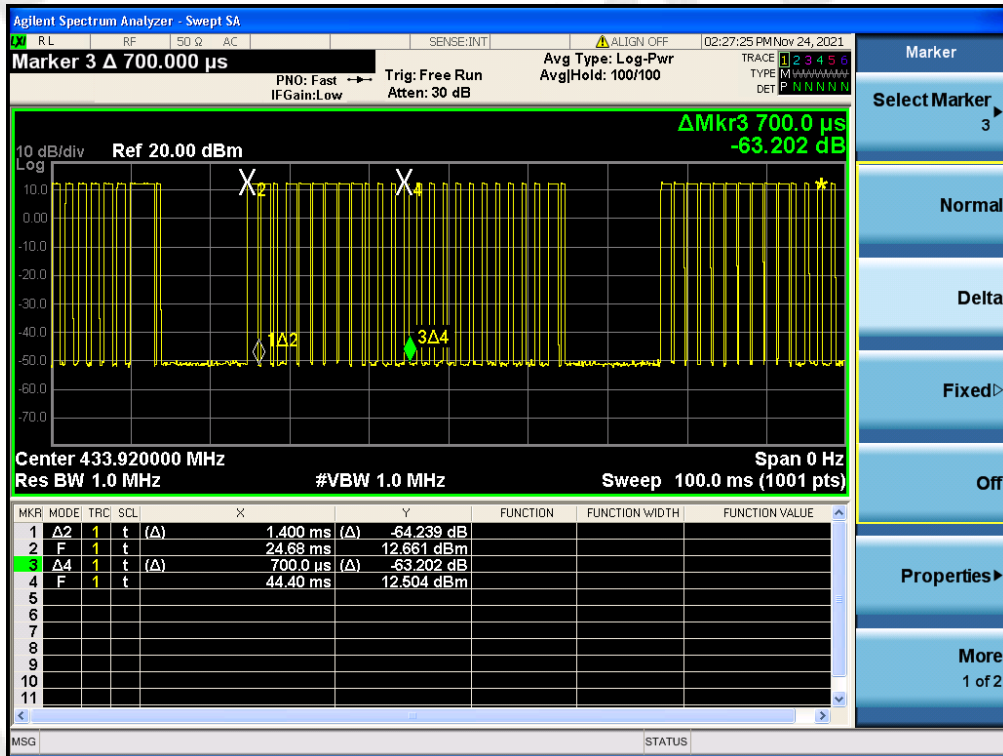 Agilent Spectrum Analyzer - Swept SA
LXI RL RF 50 Ω AC SENSE:INT ALIGN OFF 02:27:25 PM Nov 24, 2021
Marker 3 Δ 700.000 μs
PNO: Fast
IFGain:Low
Trig: Free Run
Atten: 30 dB
Avg Type: Log-Pwr
Avg|Hold: 100/100
TRACE 1 2 3 4 5 6
TYPE M
DET P N N N N N
ΔMkr3 700.0 μs
-63.202 dB
10 dB/div Ref 20.00 dBm
Log
10.0
0.00
-10.0
-20.0
-30.0
-40.0
-50.0
-60.0
-70.0
X2 X4 *
1Δ2 3Δ4
Center 433.920000 MHz Span 0 Hz
Res BW 1.0 MHz #VBW 1.0 MHz Sweep 100.0 ms (1001 pts)
MKR MODE TRC SCL X Y FUNCTION FUNCTION WIDTH FUNCTION VALUE
1 Δ2 1 t (Δ) 1.400 ms (Δ) -64.239 dB
2 F 1 t 24.68 ms 12.661 dBm
3 Δ4 1 t (Δ) 700.0 μs (Δ) -63.202 dB
4 F 1 t 44.40 ms 12.504 dBm
5
6
7
8
9
10
11
MSG STATUS
Marker
Select Marker
3
Normal
Delta
Fixed
Off
Properties
More
1 of 2